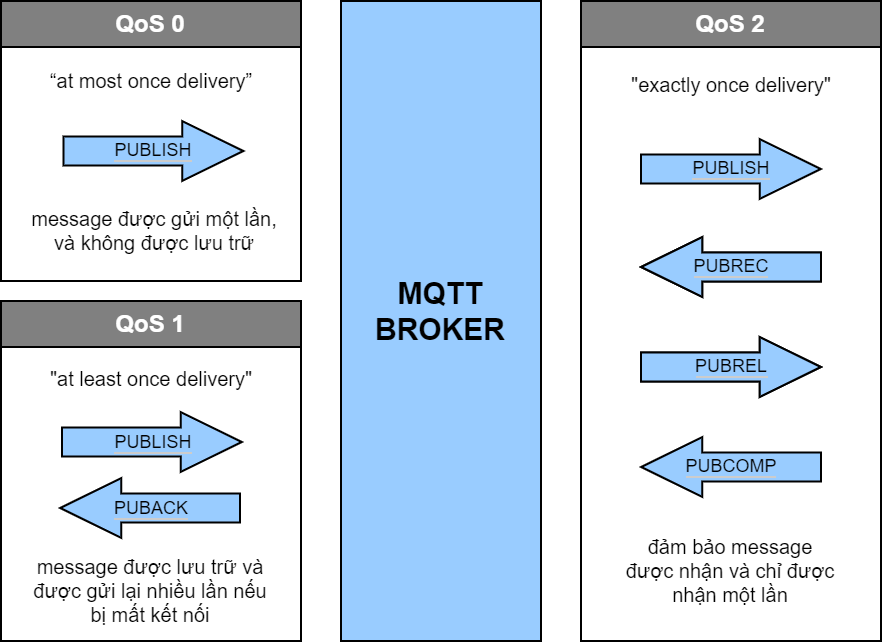 QoS 0
“at most once delivery”
PUBLISH
message được gửi một lần,
và không được lưu trữ
QoS 1
"at least once delivery"
PUBLISH
PUBACK
message được lưu trữ và
được gửi lại nhiều lần nếu
bị mất kết nối
MQTT
BROKER
QoS 2
"exactly once delivery"
PUBLISH
PUBREC
PUBREL
PUBCOMP
đảm bảo message
được nhận và chỉ được
nhận một lần